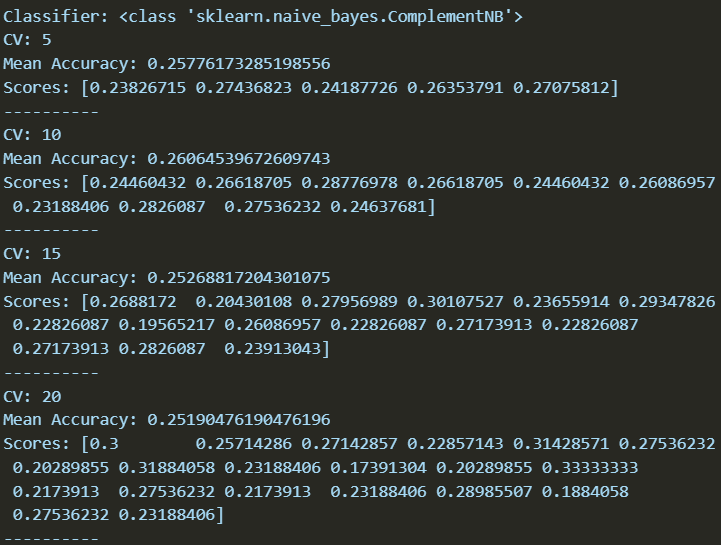 Classifier: <class 'sklearn.naive_bayes.ComplementNB'>
CV: 5
Mean Accuracy: 0.25776173285198556
Scores: [0.23826715 0.27436823 0.24187726 0.26353791 0.27075812]
----------
CV: 10
Mean Accuracy: 0.26064539672609743
Scores: [0.24460432 0.26618705 0.28776978 0.26618705 0.24460432 0.26086957
 0.23188406 0.2826087  0.27536232 0.24637681]
----------
CV: 15
Mean Accuracy: 0.25268817204301075
Scores: [0.2688172  0.20430108 0.27956989 0.30107527 0.23655914 0.29347826
 0.22826087 0.19565217 0.26086957 0.22826087 0.27173913 0.22826087
 0.27173913 0.2826087  0.23913043]
----------
CV: 20
Mean Accuracy: 0.25190476190476196
Scores: [0.3        0.25714286 0.27142857 0.22857143 0.31428571 0.27536232
 0.20289855 0.31884058 0.23188406 0.17391304 0.20289855 0.33333333
 0.2173913  0.27536232 0.2173913  0.23188406 0.28985507 0.1884058
 0.27536232 0.23188406]
----------